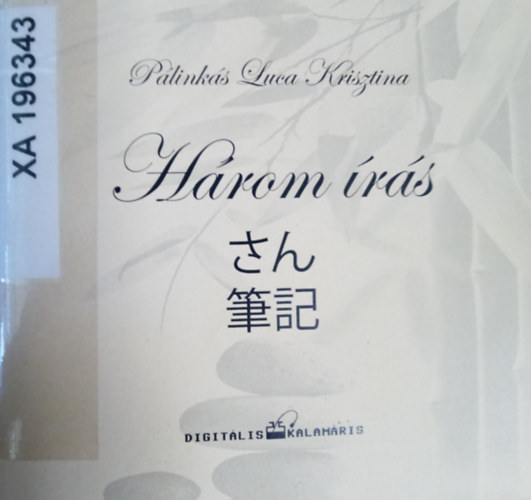 XA 196343
Pálinkás Luca Krisztina
Három írás
さん
筆記
DIGITÁLIS KALAMÁRIS